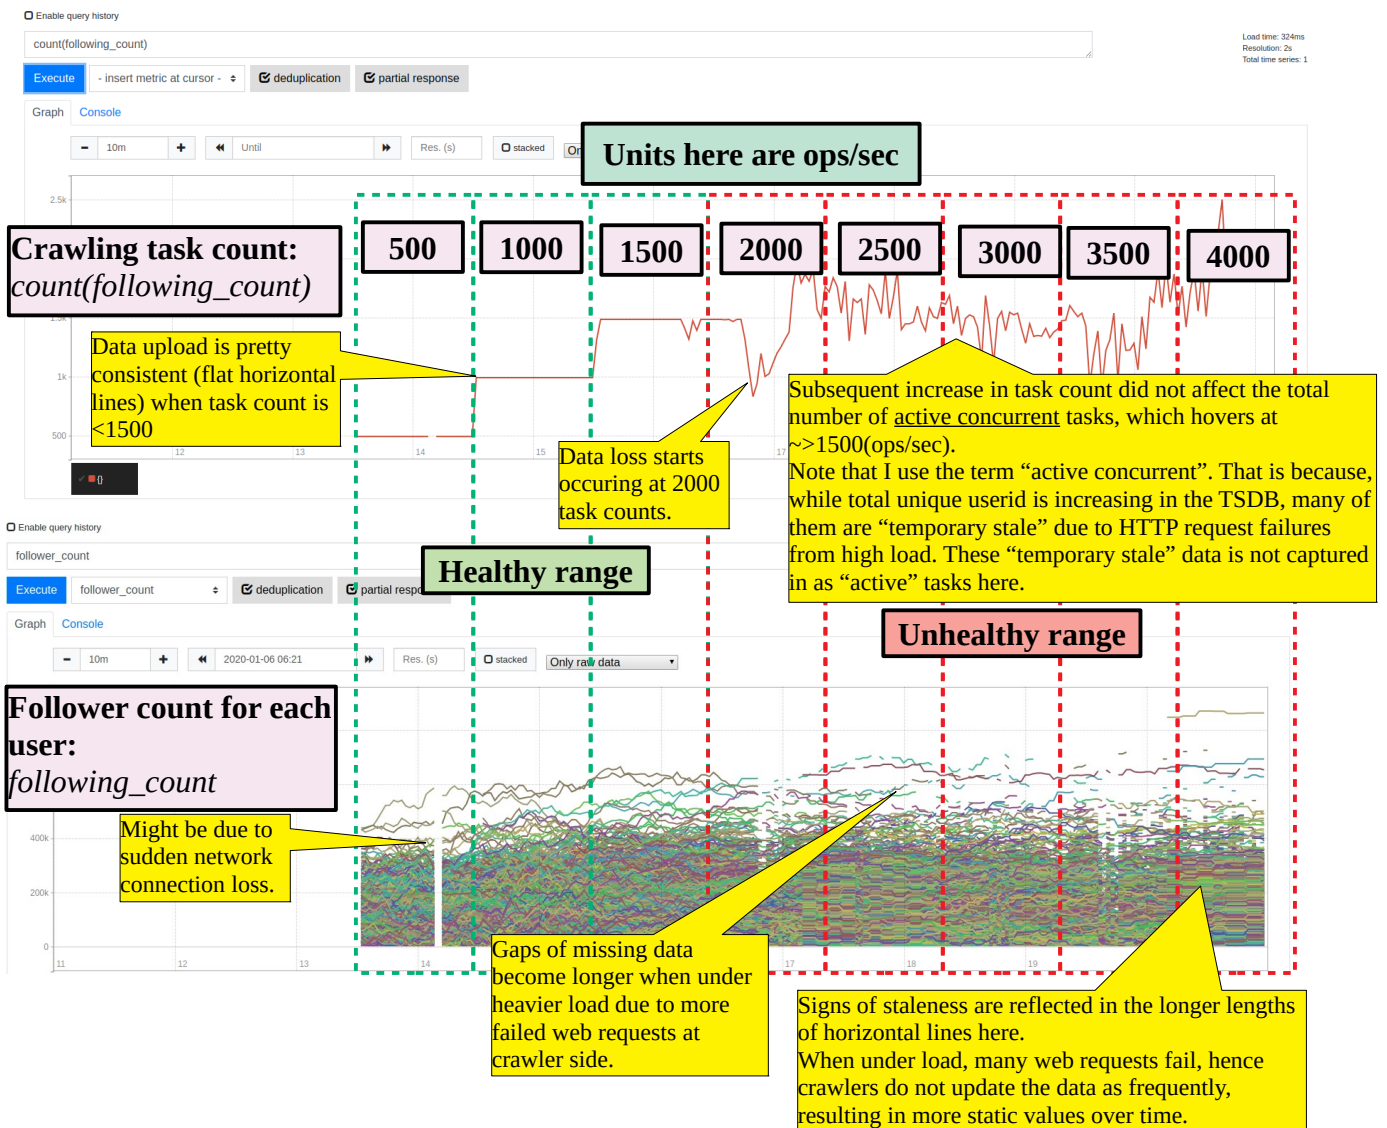 Enable query history
count(following_count)
Load time: 324ms
Resolution: 2s
Total time series: 1
Execute
- insert metric at cursor -
deduplication
partial response
Graph
Console
10m
Until
Res. (s)
stacked
Units here are ops/sec
2.5k
500
1000
1500
2000
2500
3000
3500
4000
Crawling task count:
count(following_count)
1.5k
Data upload is pretty
consistent (flat horizontal
lines) when task count is
<1500
1k
500
12
13
14
15
17
{}
Data loss starts
occuring at 2000
task counts.
Subsequent increase in task count did not affect the total
number of active concurrent tasks, which hovers at
~>1500(ops/sec).
Note that I use the term “active concurrent”. That is because,
while total unique userid is increasing in the TSDB, many of
them are “temporary stale” due to HTTP request failures
from high load. These “temporary stale” data is not captured
in as “active” tasks here.
Enable query history
follower_count
Healthy range
Execute
follower_count
deduplication
partial respo
Unhealthy range
Graph
Console
10m
2020-01-06 06:21
Res. (s)
stacked
Only raw data
Follower count for each
user:
following_count
Might be due to
sudden network
connection loss.
400k
200k
0
11
12
13
14
17
18
19
Gaps of missing data
become longer when under
heavier load due to more
failed web requests at
crawler side.
Signs of staleness are reflected in the longer lengths
of horizontal lines here.
When under load, many web requests fail, hence
crawlers do not update the data as frequently,
resulting in more static values over time.